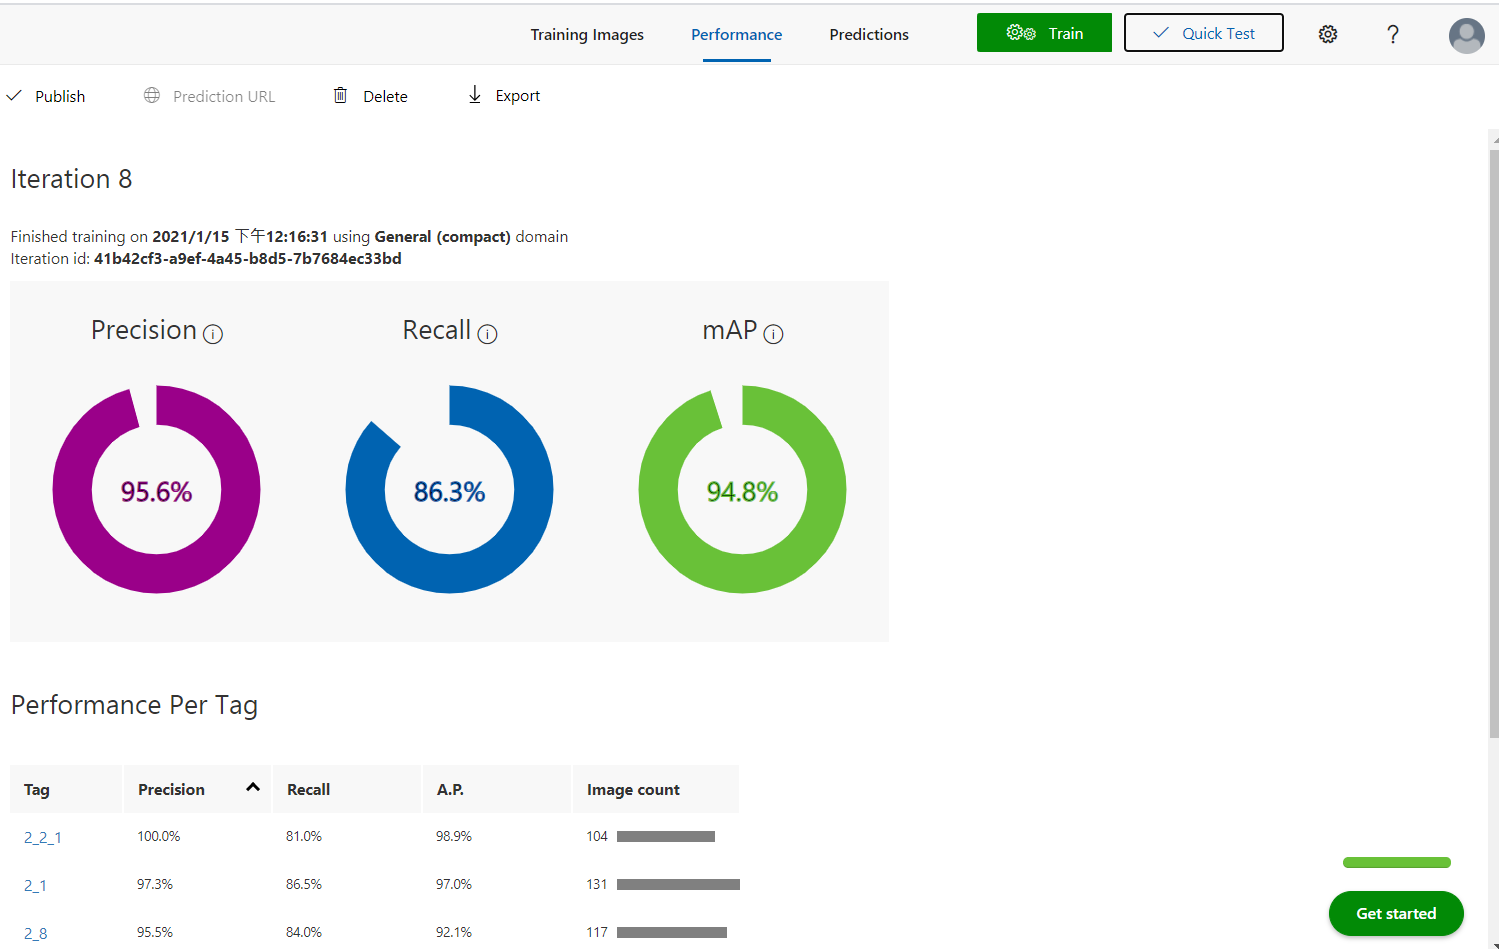 Training Images Performance Predictions Train Quick Test ?
Publish Prediction URL Delete Export
Iteration 8
Finished training on 2021/1/15 下午12:16:31 using General (compact) domain
Iteration id: 41b42cf3-a9ef-4a45-b8d5-7b7684ec33bd
Precision i Recall i mAP i
95.6% 86.3% 94.8%
Performance Per Tag
Tag Precision Recall A.P. Image count
2_2_1 100.0% 81.0% 98.9% 104
2_1 97.3% 86.5% 97.0% 131
2_8 95.5% 84.0% 92.1% 117
Get started